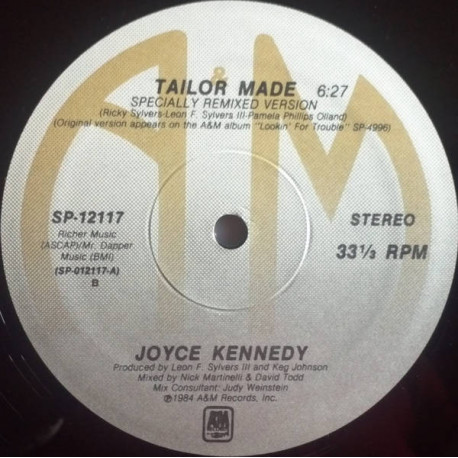 &
TAILOR MADE 6:27
SPECIALLY REMIXED VERSION
(Ricky Sylvers-Leon F. Sylvers III-Pamela Phillips Olland)
(Original version appears on the A&M album "Lookin' For Trouble" SP-4996)
SP-12117
Richer Music
(ASCAP)/Mr. Dapper
Music (BMI)
(SP-012117-A)
B
STEREO
33⅓ RPM
JOYCE KENNEDY
Produced by Leon F. Sylvers III and Keg Johnson
Mixed by Nick Martinelli & David Todd
Mix Consultant: Judy Weinstein
℗1984 A&M Records, Inc.
A&M